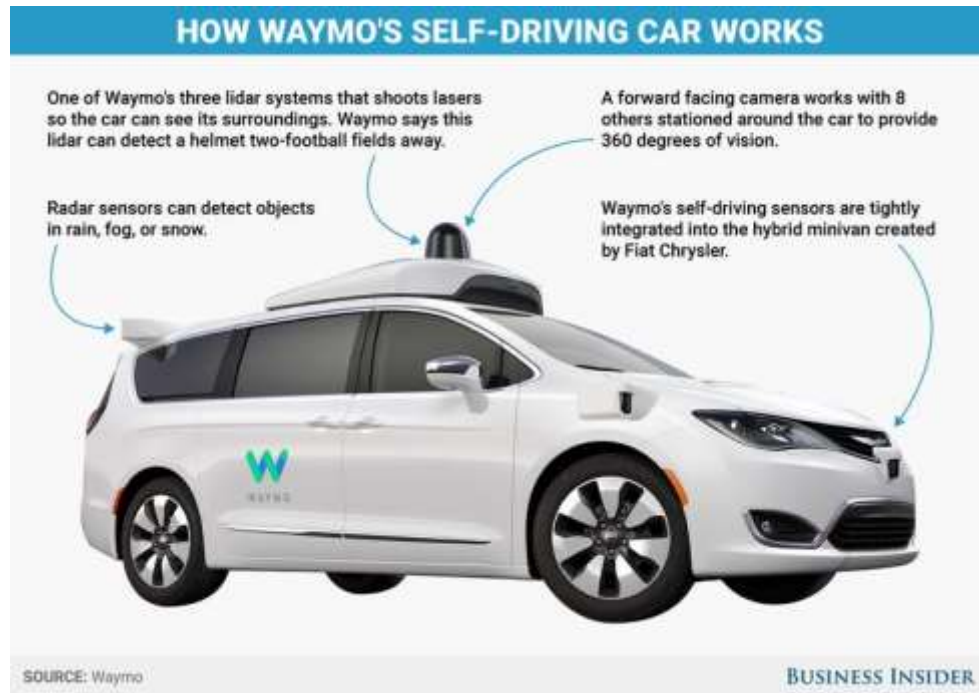 HOW WAYMO'S SELF-DRIVING CAR WORKS
One of Waymo's three lidar systems that shoots lasers
so the car can see its surroundings. Waymo says this
lidar can detect a helmet two-football fields away.
A forward facing camera works with 8
others stationed around the car to provide
360 degrees of vision.
Radar sensors can detect objects
in rain, fog, or snow.
Waymo's self-driving sensors are tightly
integrated into the hybrid minivan created
by Fiat Chrysler.
WAYMO
SOURCE: Waymo
BUSINESS INSIDER